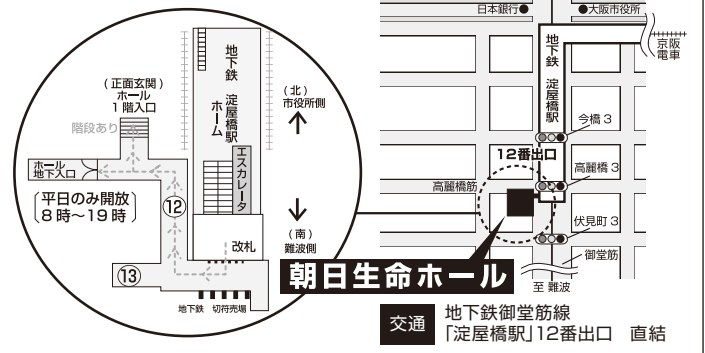 地下鉄 淀屋橋駅
ホーム
(正面玄関)
ホール
1階入口
階段あり
ホール
地下入口
平日のみ開放
8時〜19時
⑫
⑬
エスカレータ
改札
地下鉄 切符売場
(北)
市役所側
(南)
難波側
日本銀行
大阪市役所
京阪
電車
地下鉄 淀屋橋駅
今橋3
12番出口
高麗橋3
高麗橋筋
伏見町3
御堂筋
至 難波
朝日生命ホール
交通
地下鉄御堂筋線
「淀屋橋駅」12番出口 直結